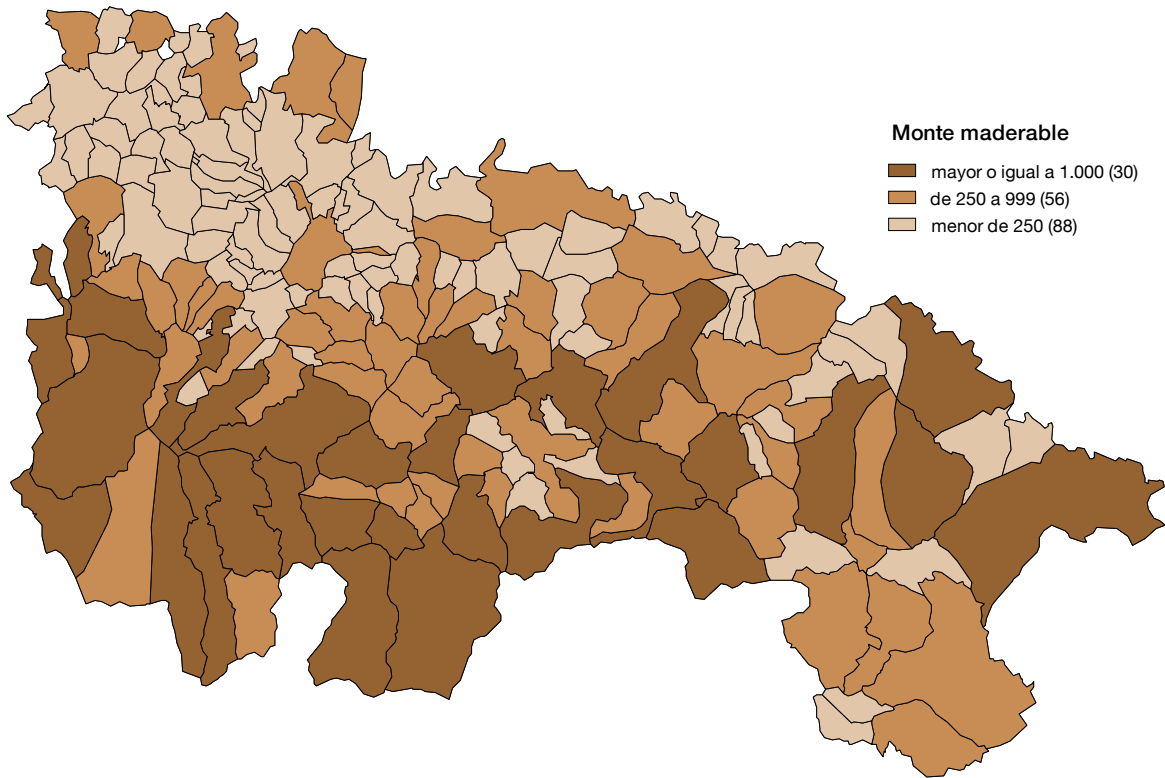 Monte maderable
mayor o igual a 1.000 (30)
de 250 a 999 (56)
menor de 250 (88)